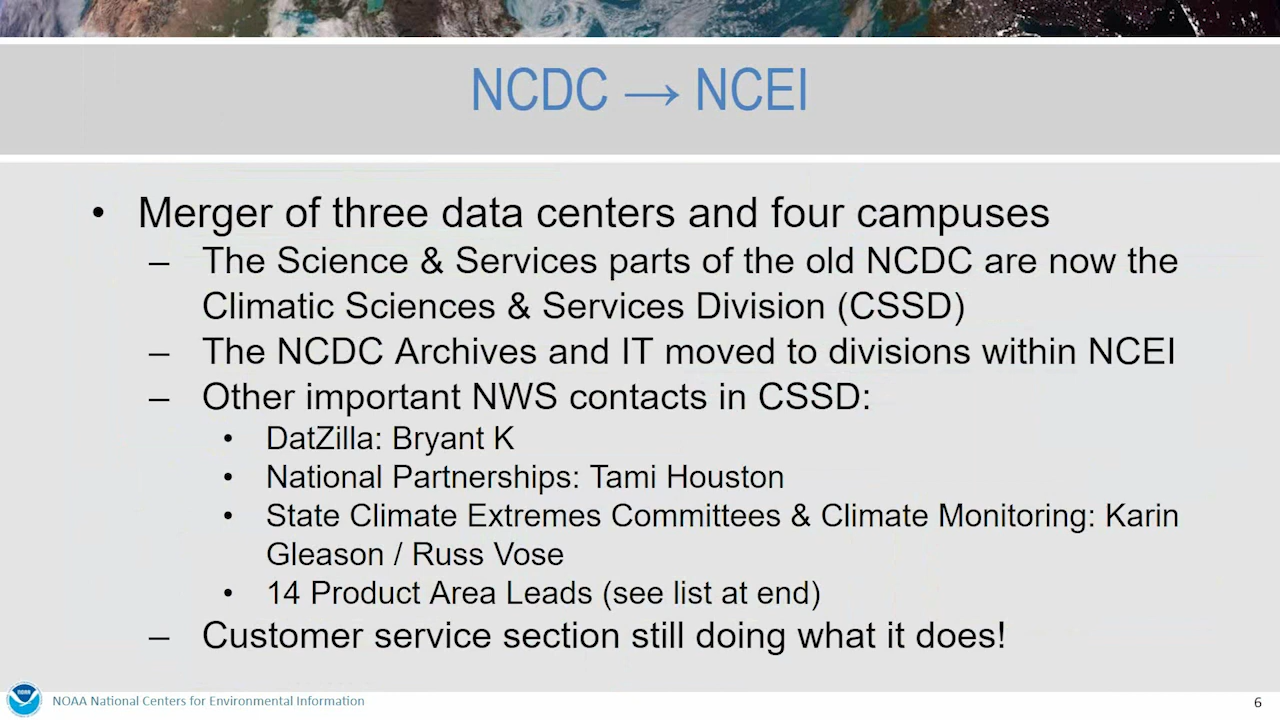 NCDC → NCEI
• Merger of three data centers and four campuses
– The Science & Services parts of the old NCDC are now the
Climatic Sciences & Services Division (CSSD)
– The NCDC Archives and IT moved to divisions within NCEI
– Other important NWS contacts in CSSD:
• DatZilla: Bryant K
• National Partnerships: Tami Houston
• State Climate Extremes Committees & Climate Monitoring: Karin
Gleason / Russ Vose
• 14 Product Area Leads (see list at end)
– Customer service section still doing what it does!
NOAA
NOAA National Centers for Environmental Information
6